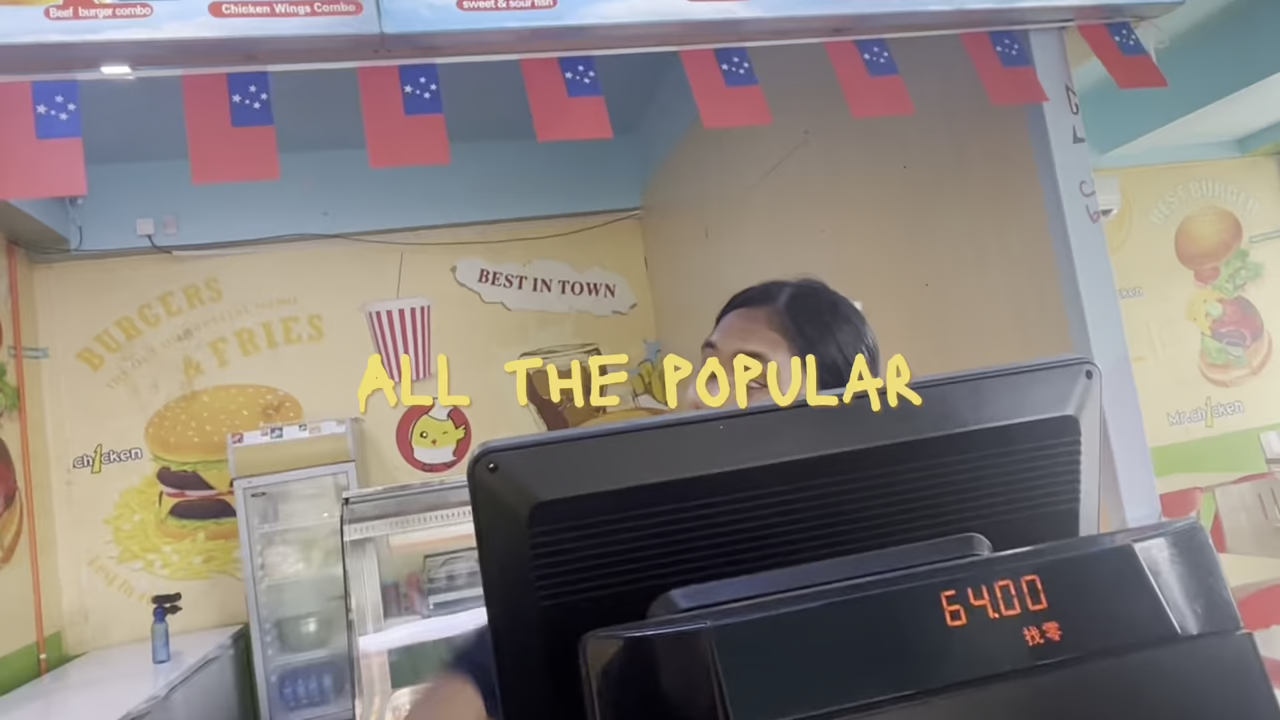 Beef burger combo
Chicken Wings Combo
sweet & sour fish
BEST IN TOWN
BURGERS
& FRIES
BEST BURGER
ALL THE POPULAR
chicken
Mr.chicken
64.00
找零